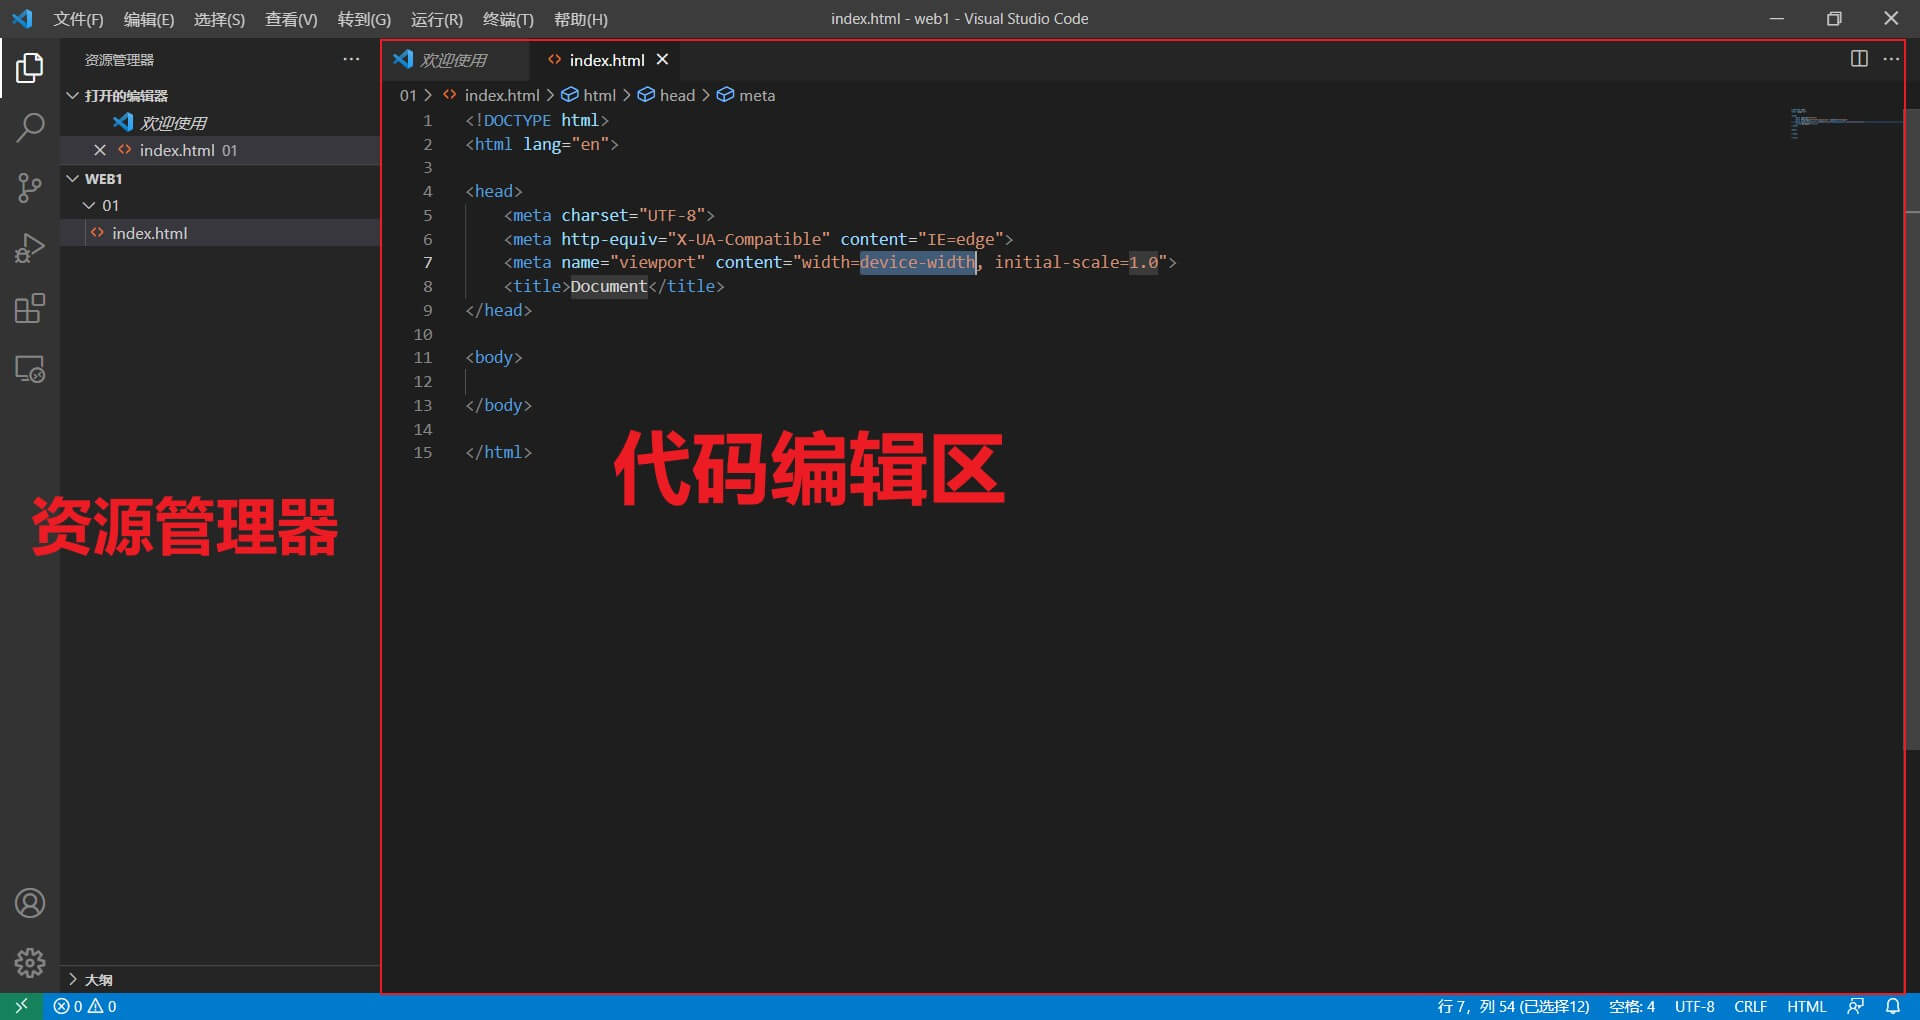 文件(F) 编辑(E) 选择(S) 查看(V) 转到(G) 运行(R) 终端(T) 帮助(H) index.html - web1 - Visual Studio Code
资源管理器
打开的编辑器
欢迎使用
index.html 01
WEB1
01
index.html
资源管理器
大纲
欢迎使用 index.html
01 > index.html > html > head > meta
1 <!DOCTYPE html>
2 <html lang="en">
3
4 <head>
5 <meta charset="UTF-8">
6 <meta http-equiv="X-UA-Compatible" content="IE=edge">
7 <meta name="viewport" content="width=device-width, initial-scale=1.0">
8 <title>Document</title>
9 </head>
10
11 <body>
12
13 </body>
14
15 </html>
代码编辑区
0 0 行 7，列 54 (已选择12) 空格: 4 UTF-8 CRLF HTML